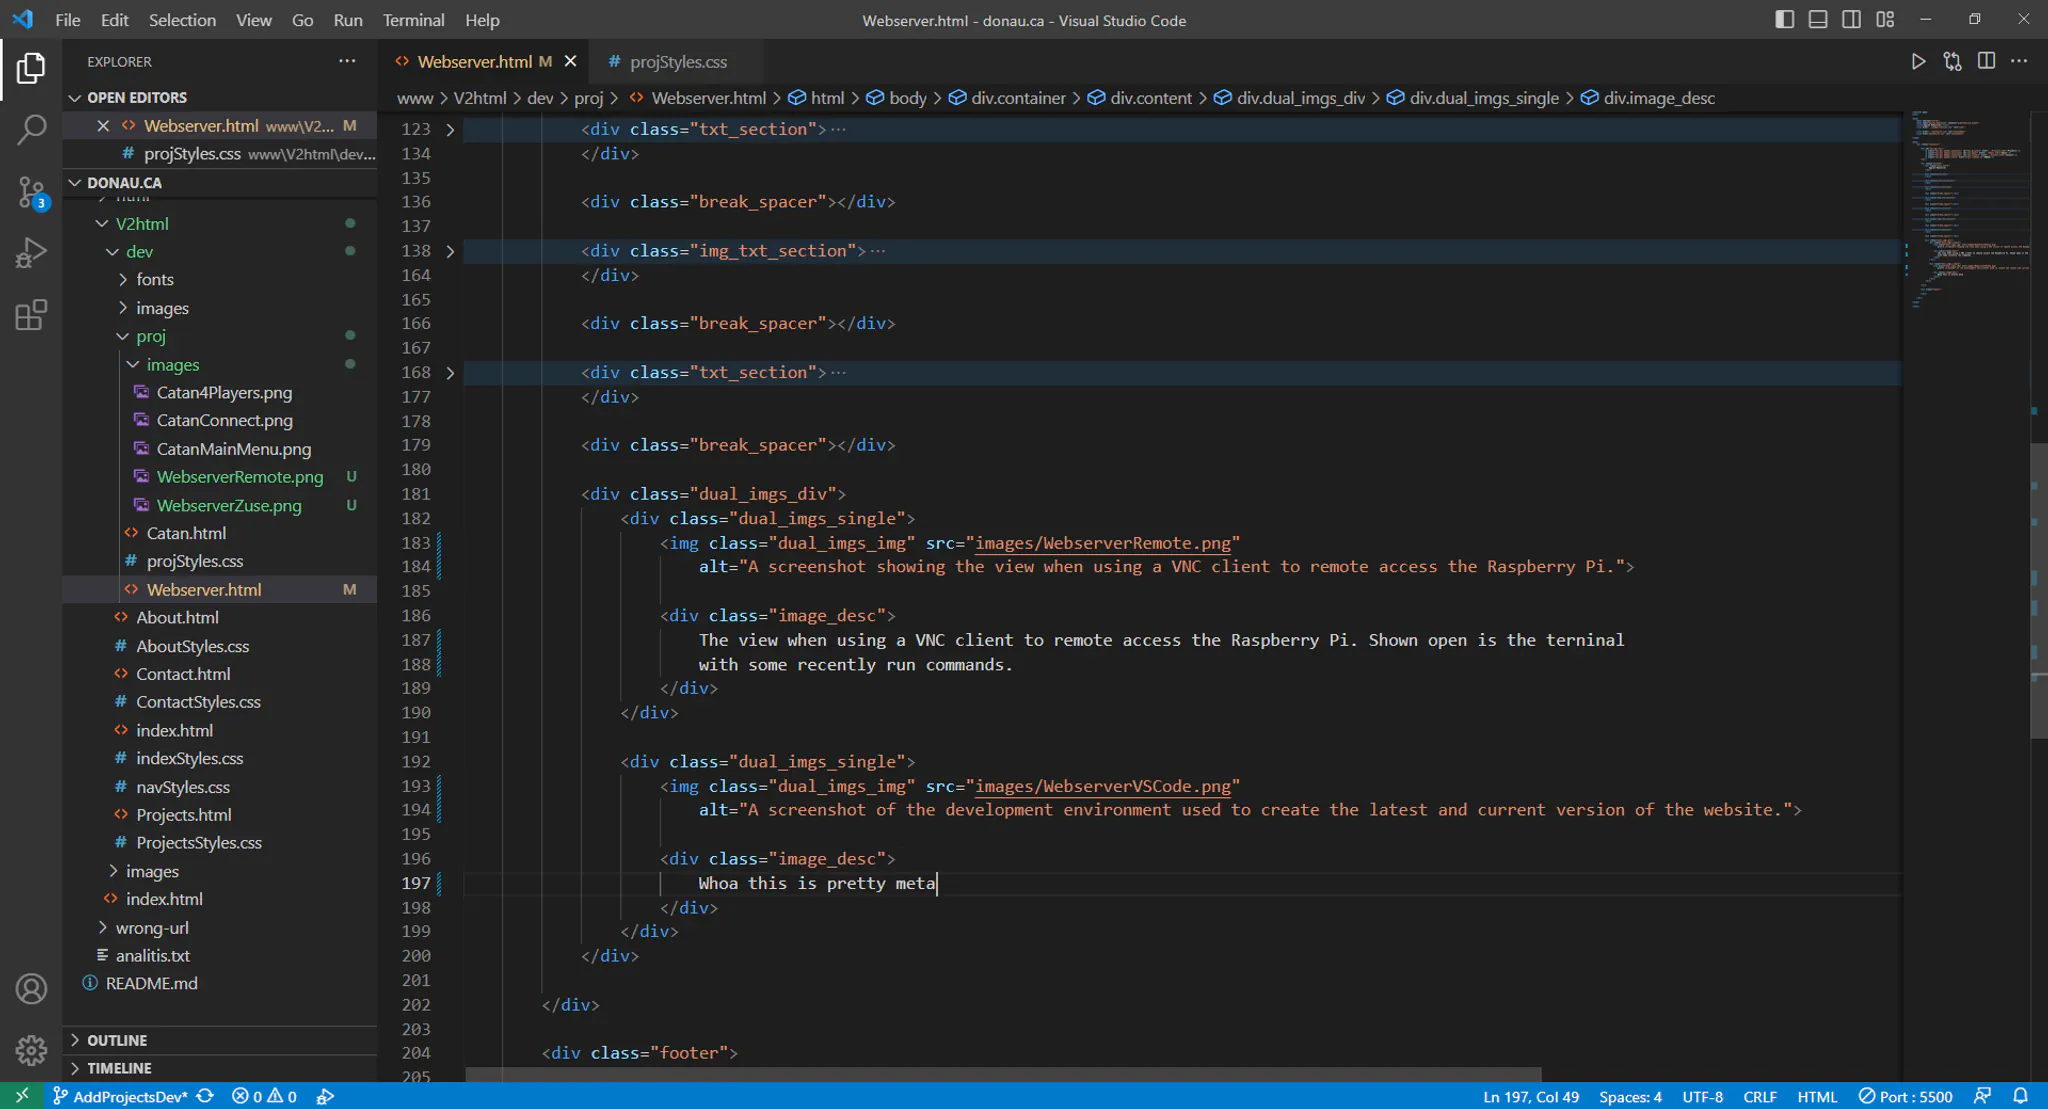 File Edit Selection View Go Run Terminal Help
Webserver.html - donau.ca - Visual Studio Code
EXPLORER
OPEN EDITORS
Webserver.html www\V2... M
projStyles.css www\V2html\dev...
DONAU.CA
html
V2html
dev
fonts
images
proj
images
Catan4Players.png
CatanConnect.png
CatanMainMenu.png
WebserverRemote.png U
WebserverZuse.png U
Catan.html
projStyles.css
Webserver.html M
About.html
AboutStyles.css
Contact.html
ContactStyles.css
index.html
indexStyles.css
navStyles.css
Projects.html
ProjectsStyles.css
images
index.html
wrong-url
analitis.txt
README.md
OUTLINE
TIMELINE
3
Webserver.html M
projStyles.css
www > V2html > dev > proj > Webserver.html > html > body > div.container > div.content > div.dual_imgs_div > div.dual_imgs_single > div.image_desc
123 <div class="txt_section">…
134 </div>
135
136 <div class="break_spacer"></div>
137
138 <div class="img_txt_section">…
164 </div>
165
166 <div class="break_spacer"></div>
167
168 <div class="txt_section">…
177 </div>
178
179 <div class="break_spacer"></div>
180
181 <div class="dual_imgs_div">
182 <div class="dual_imgs_single">
183 <img class="dual_imgs_img" src="images/WebserverRemote.png"
184 alt="A screenshot showing the view when using a VNC client to remote access the Raspberry Pi.">
185
186 <div class="image_desc">
187 The view when using a VNC client to remote access the Raspberry Pi. Shown open is the terninal
188 with some recently run commands.
189 </div>
190 </div>
191
192 <div class="dual_imgs_single">
193 <img class="dual_imgs_img" src="images/WebserverVSCode.png"
194 alt="A screenshot of the development environment used to create the latest and current version of the website.">
195
196 <div class="image_desc">
197 Whoa this is pretty meta
198 </div>
199 </div>
200 </div>
201
202 </div>
203
204 <div class="footer">
205
AddProjectsDev* 0 0
Ln 197, Col 49 Spaces: 4 UTF-8 CRLF HTML Port : 5500